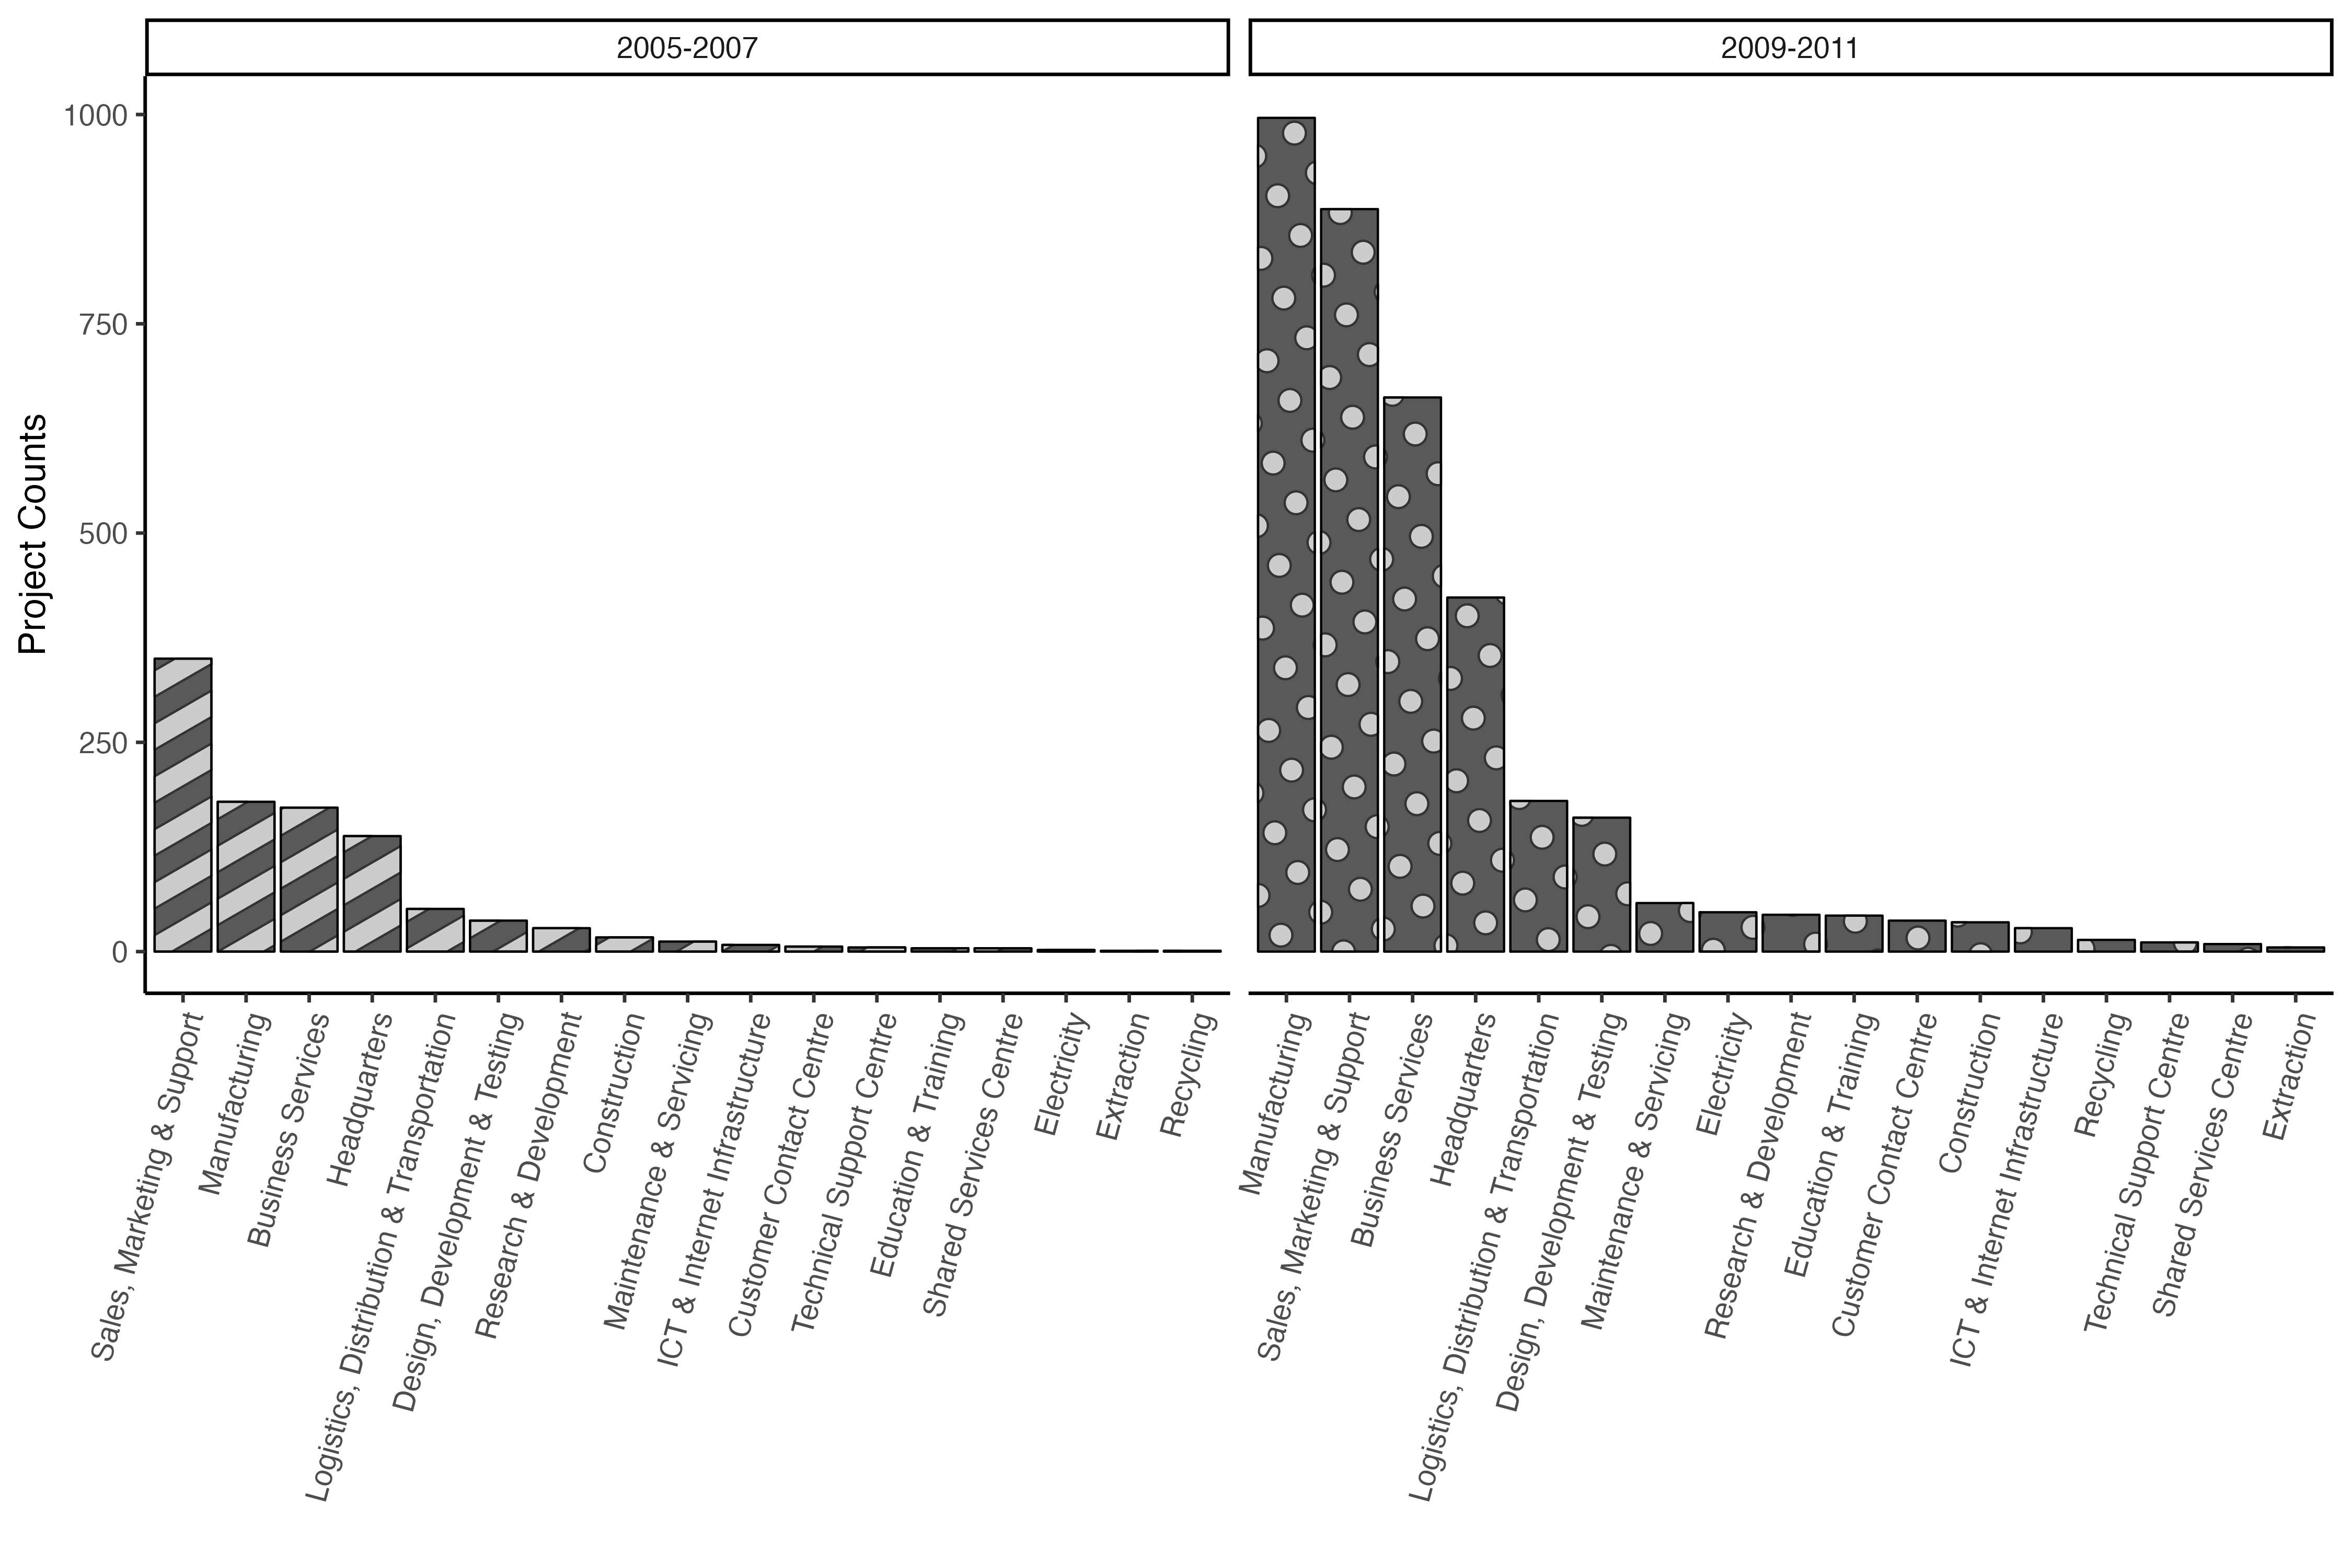 2005-2007
2009-2011
Project Counts
1000
750
500
250
0
Sales, Marketing & Support
Manufacturing
Business Services
Headquarters
Logistics, Distribution & Transportation
Design, Development & Testing
Research & Development
Construction
Maintenance & Servicing
ICT & Internet Infrastructure
Customer Contact Centre
Technical Support Centre
Education & Training
Shared Services Centre
Electricity
Extraction
Recycling
Manufacturing
Sales, Marketing & Support
Business Services
Headquarters
Logistics, Distribution & Transportation
Design, Development & Testing
Maintenance & Servicing
Electricity
Research & Development
Education & Training
Customer Contact Centre
Construction
ICT & Internet Infrastructure
Recycling
Technical Support Centre
Shared Services Centre
Extraction